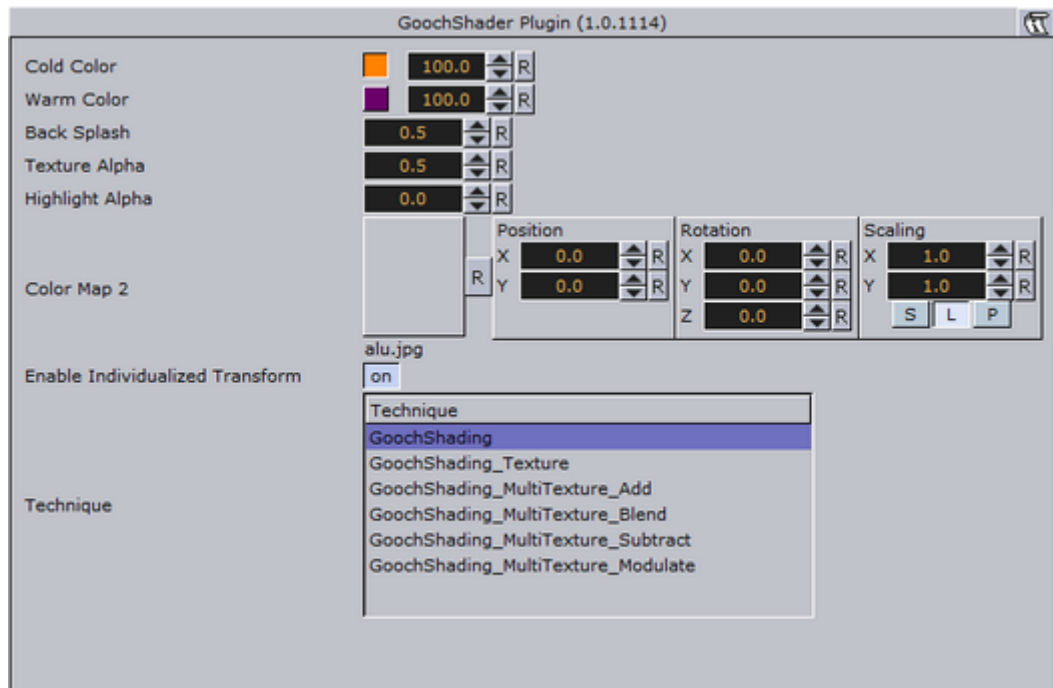 GoochShader Plugin (1.0.1114)
Cold Color 100.0 R
Warm Color 100.0 R
Back Splash 0.5 R
Texture Alpha 0.5 R
Highlight Alpha 0.0 R
Color Map 2 R
Position Rotation Scaling
X 0.0 R X 0.0 R X 1.0 R
Y 0.0 R Y 0.0 R Y 1.0 R
Z 0.0 R S L P
alu.jpg
Enable Individualized Transform on
Technique
Technique
GoochShading
GoochShading_Texture
GoochShading_MultiTexture_Add
GoochShading_MultiTexture_Blend
GoochShading_MultiTexture_Subtract
GoochShading_MultiTexture_Modulate